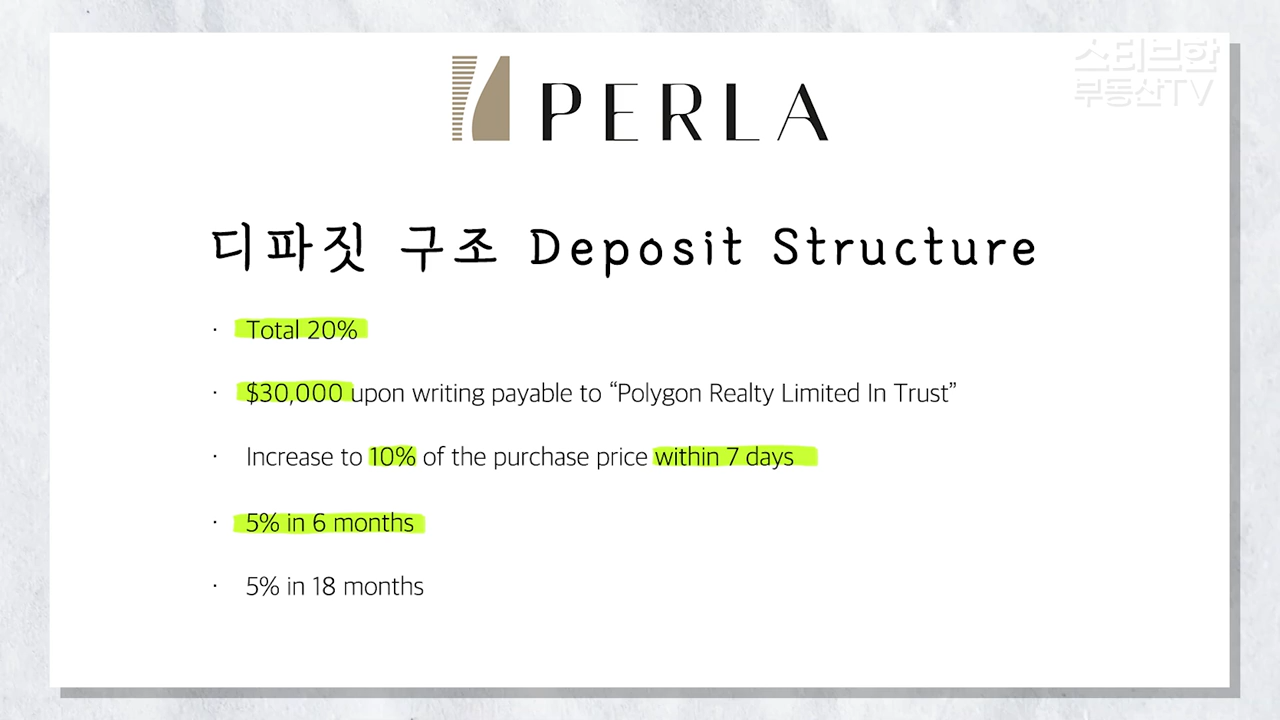 스티브한
부동산TV
PERLA
디파짓 구조 Deposit Structure
· Total 20%
· $30,000 upon writing payable to “Polygon Realty Limited In Trust”
· Increase to 10% of the purchase price within 7 days
· 5% in 6 months
· 5% in 18 months